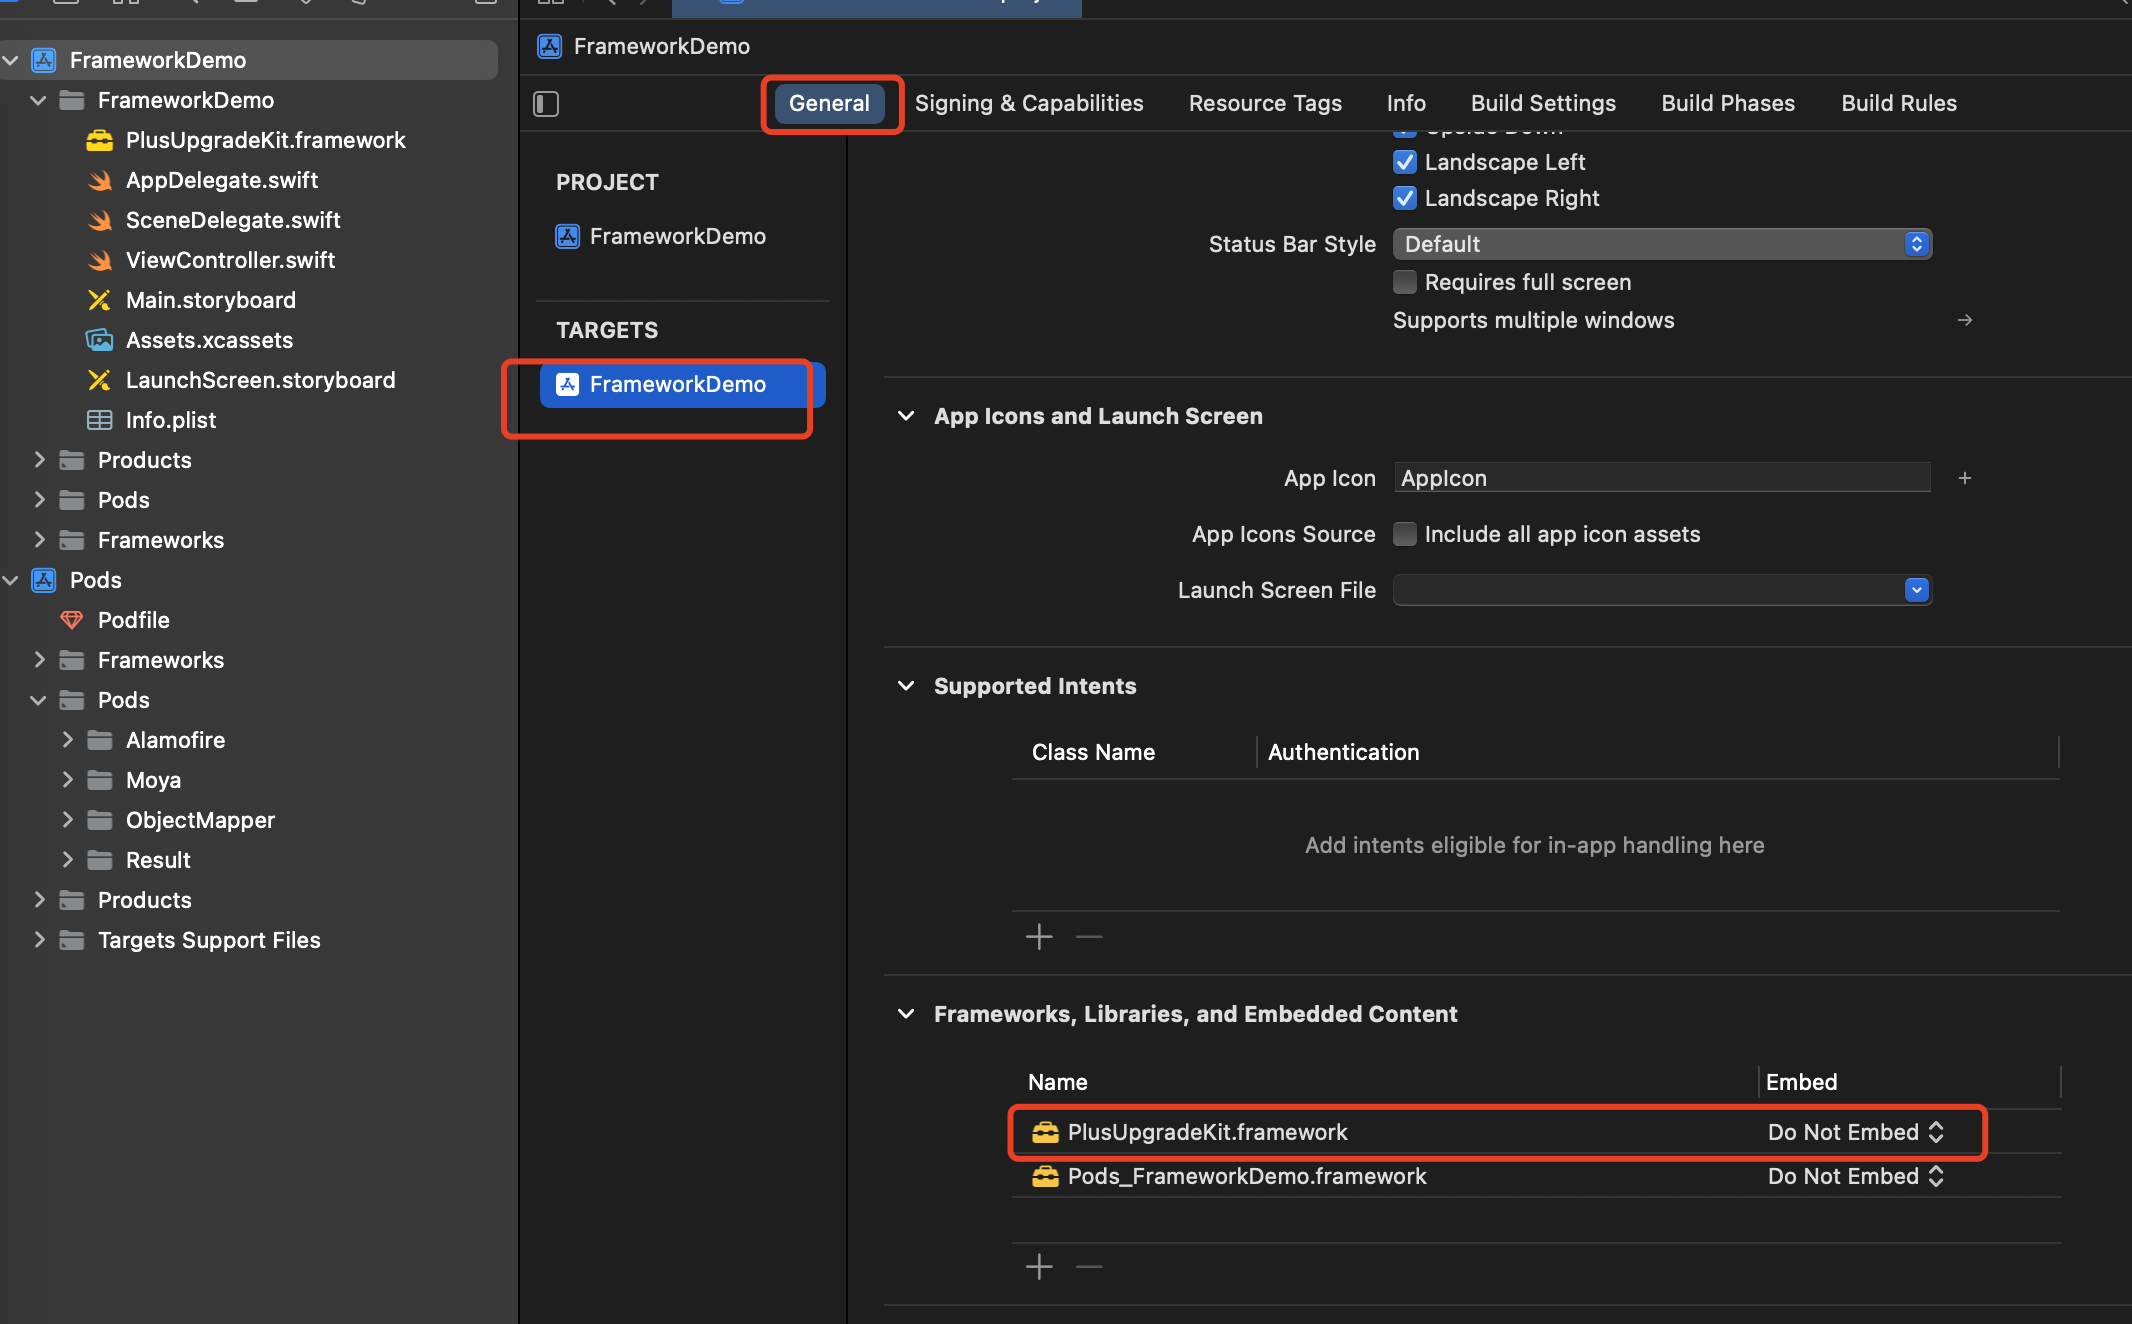 FrameworkDemo
FrameworkDemo
PlusUpgradeKit.framework
AppDelegate.swift
SceneDelegate.swift
ViewController.swift
Main.storyboard
Assets.xcassets
LaunchScreen.storyboard
Info.plist
Products
Pods
Frameworks
Pods
Podfile
Frameworks
Pods
Alamofire
Moya
ObjectMapper
Result
Products
Targets Support Files
FrameworkDemo
General
Signing & Capabilities
Resource Tags
Info
Build Settings
Build Phases
Build Rules
PROJECT
FrameworkDemo
TARGETS
FrameworkDemo
Upside Down
Landscape Left
Landscape Right
Status Bar Style
Default
Requires full screen
Supports multiple windows
App Icons and Launch Screen
App Icon
AppIcon
App Icons Source
Include all app icon assets
Launch Screen File
Supported Intents
Class Name
Authentication
Add intents eligible for in-app handling here
Frameworks, Libraries, and Embedded Content
Name
Embed
PlusUpgradeKit.framework
Do Not Embed
Pods_FrameworkDemo.framework
Do Not Embed